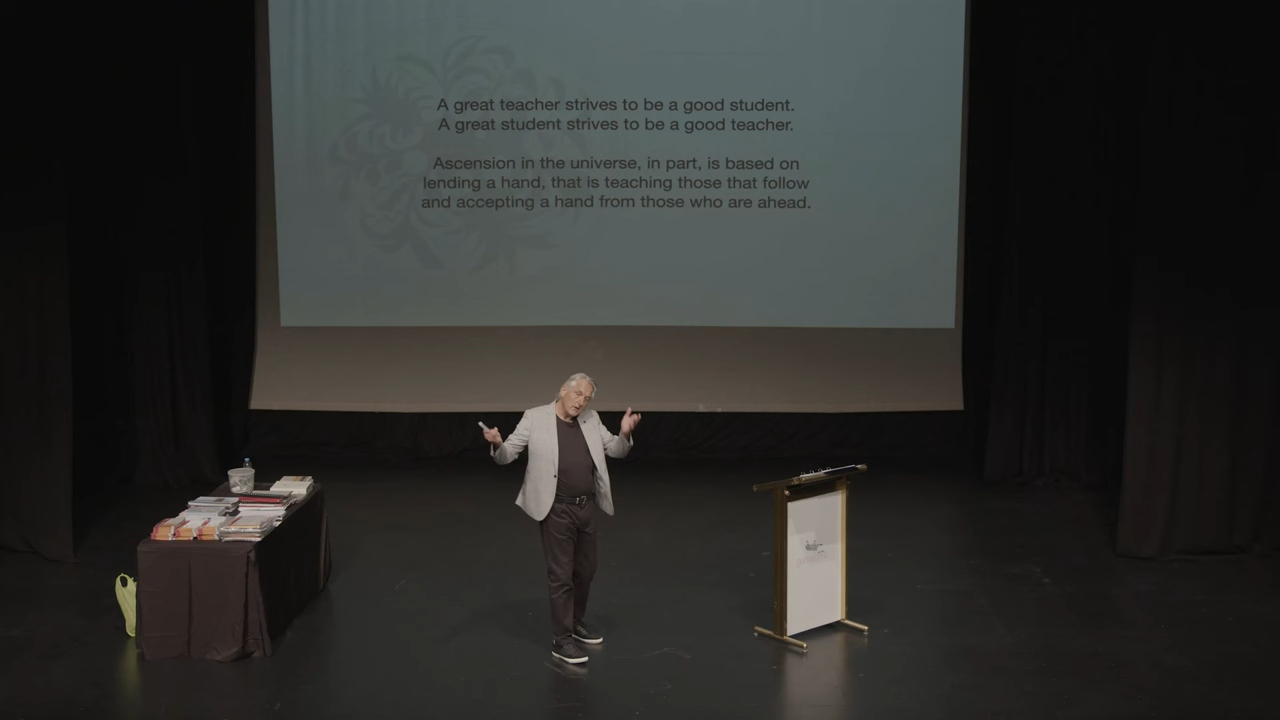 A great teacher strives to be a good student.
A great student strives to be a good teacher.
Ascension in the universe, in part, is based on
lending a hand, that is teaching those that follow
and accepting a hand from those who are ahead.